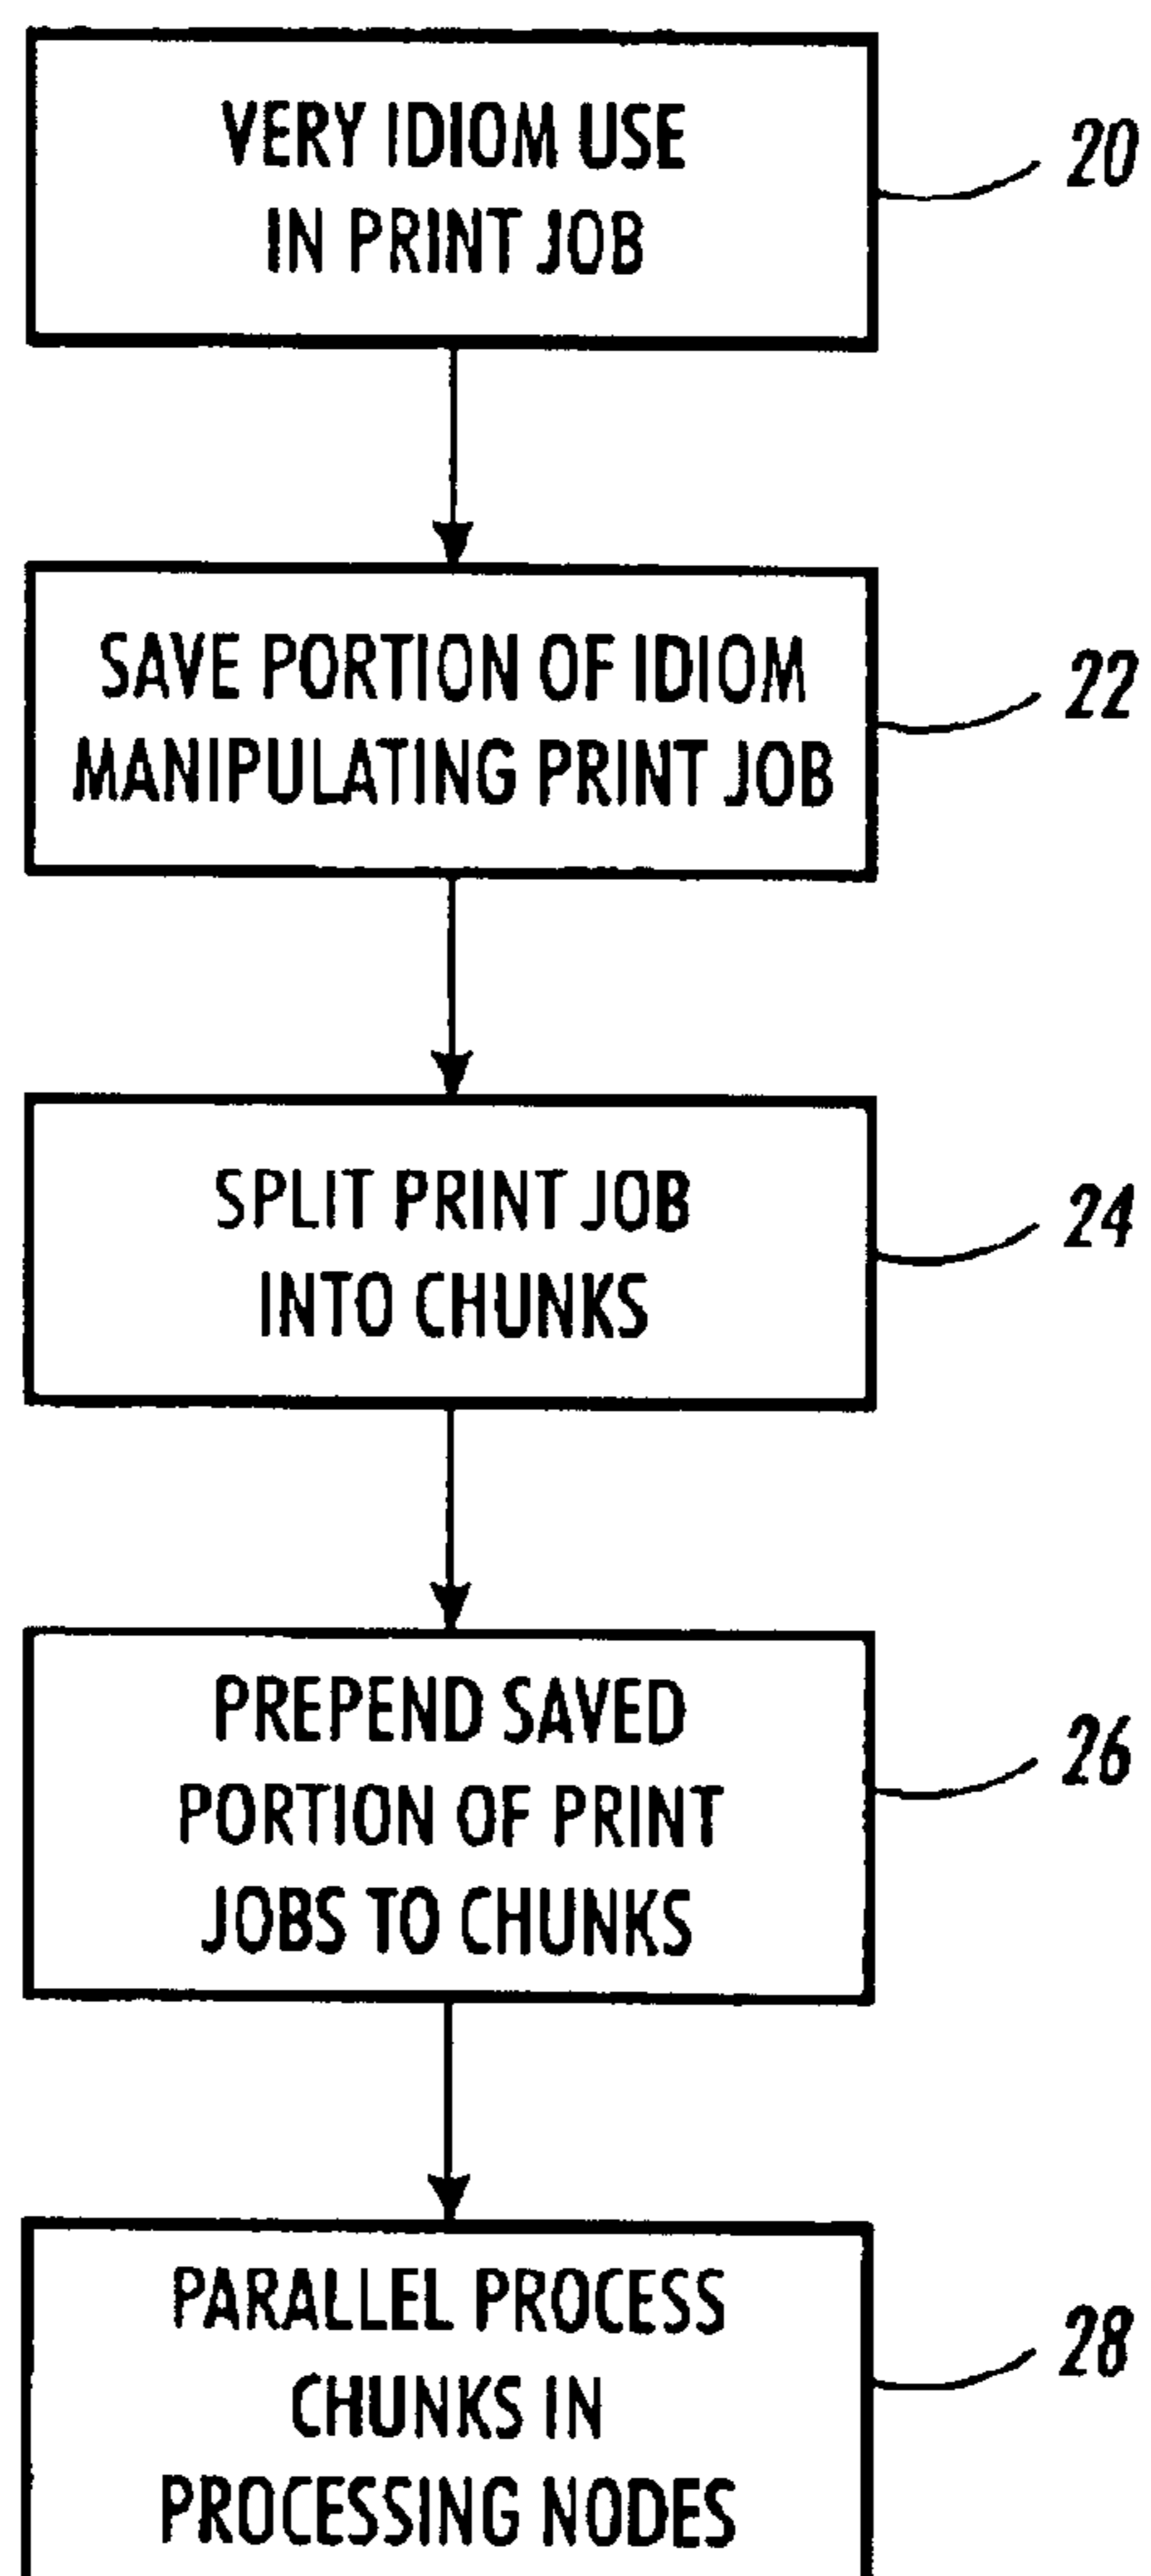 VERY IDIOM USE
IN PRINT JOB
20
SAVE PORTION OF IDIOM
MANIPULATING PRINT JOB
22
SPLIT PRINT JOB
INTO CHUNKS
24
PREPEND SAVED
PORTION OF PRINT
JOBS TO CHUNKS
26
PARALLEL PROCESS
CHUNKS IN
PROCESSING NODES
28